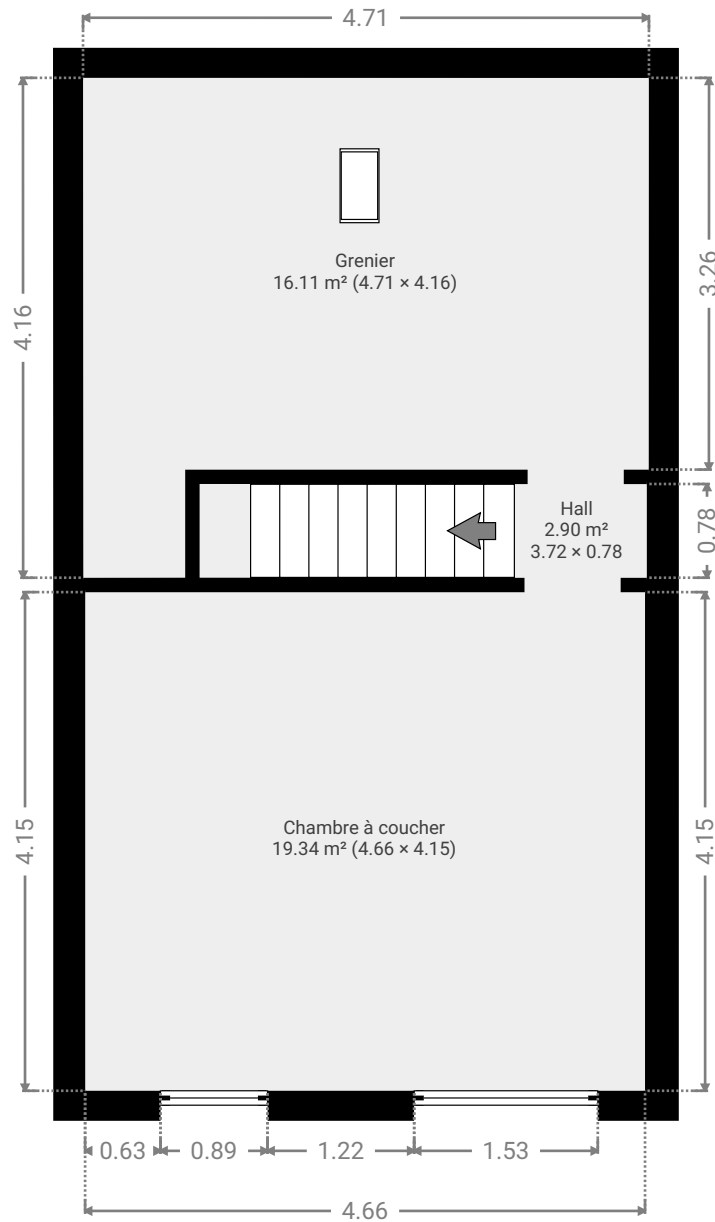 4.71
4.16
3.26
Grenier
16.11 m² (4.71 × 4.16)
Hall
2.90 m²
3.72 × 0.78
0.78
4.15
Chambre à coucher
19.34 m² (4.66 × 4.15)
4.15
0.63
0.89
1.22
1.53
4.66